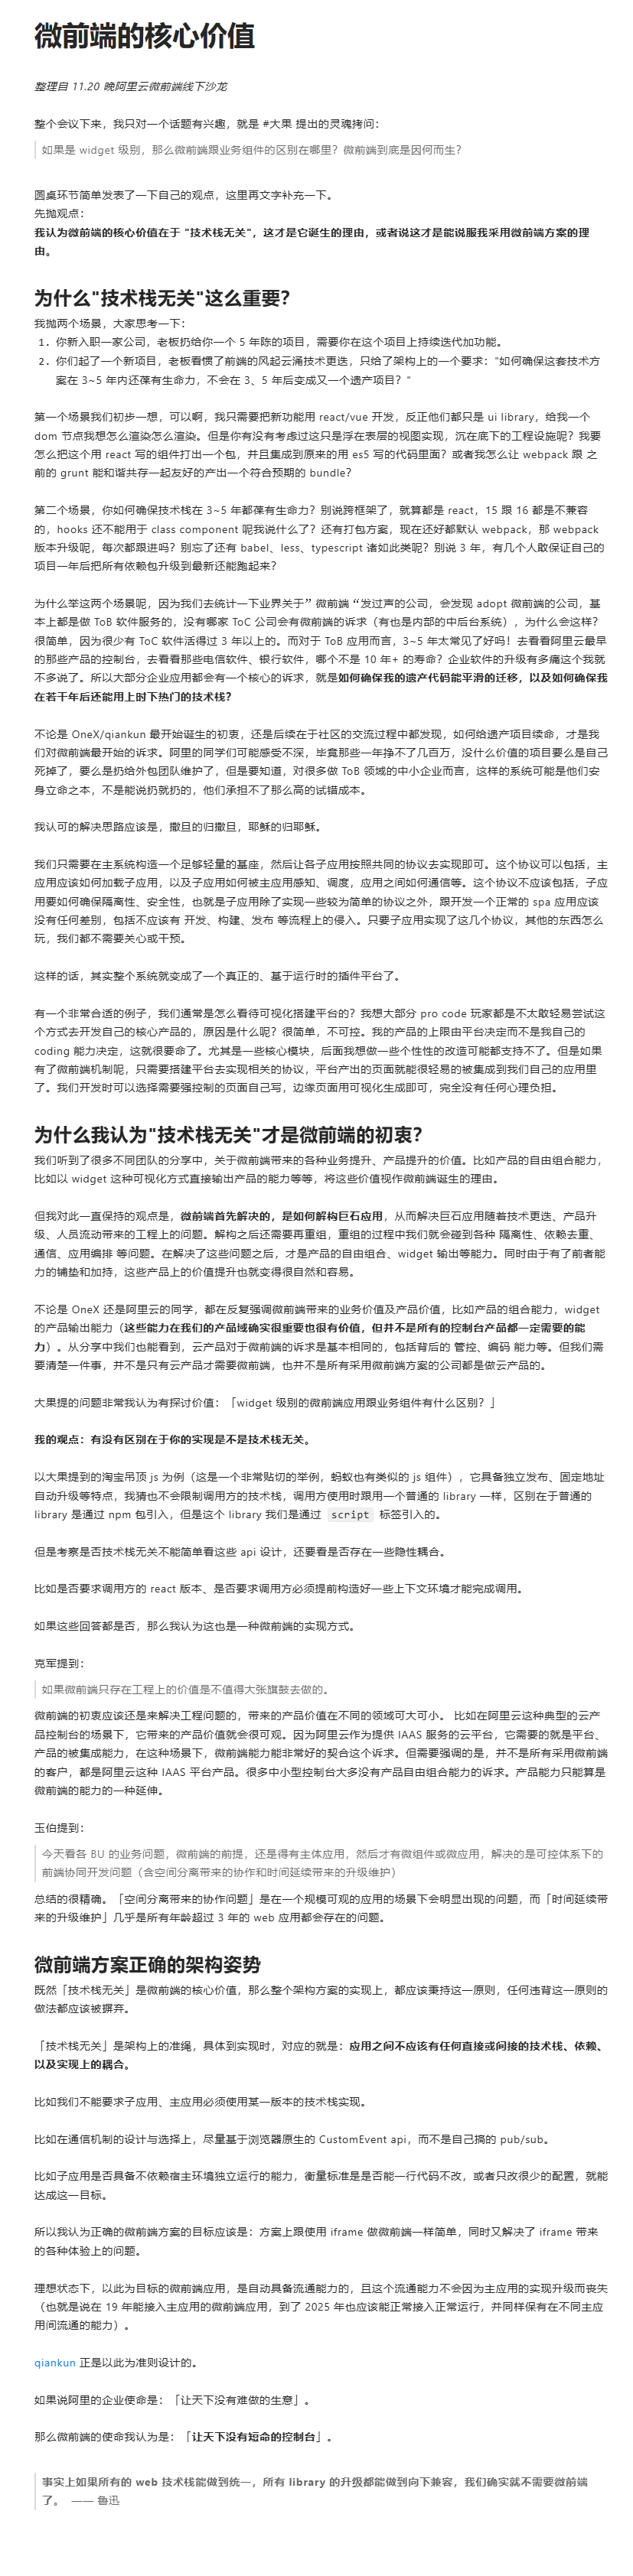 微前端的核心价值
整理自 11.20 晚阿里云微前端线下沙龙
整个会议下来，我只对一个话题有兴趣，就是 #大果 提出的灵魂拷问：
如果是 widget 级别，那么微前端跟业务组件的区别在哪里？微前端到底是因何而生？
圆桌环节简单发表了一下自己的观点，这里再文字补充一下。
先抛观点：
我认为微前端的核心价值在于 "技术栈无关"，这才是它诞生的理由，或者说这才是能说服我采用微前端方案的理
由。
为什么"技术栈无关"这么重要？
我抛两个场景，大家思考一下：
1. 你新入职一家公司，老板扔给你一个 5 年陈的项目，需要你在这个项目上持续迭代加功能。
2. 你们起了一个新项目，老板看惯了前端的风起云涌技术更迭，只给了架构上的一个要求："如何确保这套技术方
案在 3~5 年内还葆有生命力，不会在 3、5 年后变成又一个遗产项目？"
第一个场景我们初步一想，可以啊，我只需要把新功能用 react/vue 开发，反正他们都只是 ui library，给我一个
dom 节点我想怎么渲染怎么渲染。但是你有没有考虑过这只是浮在表层的视图实现，沉在底下的工程设施呢？我要
怎么把这个用 react 写的组件打出一个包，并且集成到原来的用 es5 写的代码里面？或者我怎么让 webpack 跟 之
前的 grunt 能和谐共存一起友好的产出一个符合预期的 bundle？
第二个场景，你如何确保技术栈在 3~5 年都葆有生命力？别说跨框架了，就算都是 react，15 跟 16 都是不兼容
的，hooks 还不能用于 class component 呢我说什么了？还有打包方案，现在还好都默认 webpack，那 webpack
版本升级呢，每次都跟进吗？别忘了还有 babel、less、typescript 诸如此类呢？别说 3 年，有几个人敢保证自己的
项目一年后把所有依赖包升级到最新还能跑起来？
为什么举这两个场景呢，因为我们去统计一下业界关于”微前端“发过声的公司，会发现 adopt 微前端的公司，基
本上都是做 ToB 软件服务的，没有哪家 ToC 公司会有微前端的诉求（有也是内部的中后台系统），为什么会这样？
很简单，因为很少有 ToC 软件活得过 3 年以上的。而对于 ToB 应用而言，3~5 年太常见了好吗！去看看阿里云最早
的那些产品的控制台，去看看那些电信软件、银行软件，哪个不是 10 年+ 的寿命？企业软件的升级有多痛这个我就
不多说了。所以大部分企业应用都会有一个核心的诉求，就是如何确保我的遗产代码能平滑的迁移，以及如何确保我
在若干年后还能用上时下热门的技术栈？
不论是 OneX/qiankun 最开始诞生的初衷，还是后续在于社区的交流过程中都发现，如何给遗产项目续命，才是我
们对微前端最开始的诉求。阿里的同学们可能感受不深，毕竟那些一年挣不了几百万，没什么价值的项目要么是自己
死掉了，要么是扔给外包团队维护了，但是要知道，对很多做 ToB 领域的中小企业而言，这样的系统可能是他们安
身立命之本，不是能说扔就扔的，他们承担不了那么高的试错成本。
我认可的解决思路应该是，撒旦的归撒旦，耶稣的归耶稣。
我们只需要在主系统构造一个足够轻量的基座，然后让各子应用按照共同的协议去实现即可。这个协议可以包括，主
应用应该如何加载子应用，以及子应用如何被主应用感知、调度，应用之间如何通信等。这个协议不应该包括，子应
用要如何确保隔离性、安全性，也就是子应用除了实现一些较为简单的协议之外，跟开发一个正常的 spa 应用应该
没有任何差别，包括不应该有 开发、构建、发布 等流程上的侵入。只要子应用实现了这几个协议，其他的东西怎么
玩，我们都不需要关心或干预。
这样的话，其实整个系统就变成了一个真正的、基于运行时的插件平台了。
有一个非常合适的例子，我们通常是怎么看待可视化搭建平台的？我想大部分 pro code 玩家都是不太敢轻易尝试这
个方式去开发自己的核心产品的，原因是什么呢？很简单，不可控。我的产品的上限由平台决定而不是我自己的
coding 能力决定，这就很要命了。尤其是一些核心模块，后面我想做一些个性性的改造可能都支持不了。但是如果
有了微前端机制呢，只需要搭建平台去实现相关的协议，平台产出的页面就能很轻易的被集成到我们自己的应用里
了。我们开发时可以选择需要强控制的页面自己写，边缘页面用可视化生成即可，完全没有任何心理负担。
为什么我认为"技术栈无关"才是微前端的初衷？
我们听到了很多不同团队的分享中，关于微前端带来的各种业务提升、产品提升的价值。比如产品的自由组合能力，
比如以 widget 这种可视化方式直接输出产品的能力等等，将这些价值视作微前端诞生的理由。
但我对此一直保持的观点是，微前端首先解决的，是如何解构巨石应用，从而解决巨石应用随着技术更迭、产品升
级、人员流动带来的工程上的问题。解构之后还需要再重组，重组的过程中我们就会碰到各种 隔离性、依赖去重、
通信、应用编排 等问题。在解决了这些问题之后，才是产品的自由组合、widget 输出等能力。同时由于有了前者能
力的铺垫和加持，这些产品上的价值提升也就变得很自然和容易。
不论是 OneX 还是阿里云的同学，都在反复强调微前端带来的业务价值及产品价值，比如产品的组合能力，widget
的产品输出能力（这些能力在我们的产品域确实很重要也很有价值，但并不是所有的控制台产品都一定需要的能
力）。从分享中我们也能看到，云产品对于微前端的诉求是基本相同的，包括背后的 管控、编码 能力等。但我们需
要清楚一件事，并不是只有云产品才需要微前端，也并不是所有采用微前端方案的公司都是做云产品的。
大果提的问题非常我认为有探讨价值：「widget 级别的微前端应用跟业务组件有什么区别？」
我的观点：有没有区别在于你的实现是不是技术栈无关。
以大果提到的淘宝吊顶 js 为例（这是一个非常贴切的举例，蚂蚁也有类似的 js 组件），它具备独立发布、固定地址
自动升级等特点，我猜也不会限制调用方的技术栈，调用方使用时跟用一个普通的 library 一样，区别在于普通的
library 是通过 npm 包引入，但是这个 library 我们是通过 script 标签引入的。
但是考察是否技术栈无关不能简单看这些 api 设计，还要看是否存在一些隐性耦合。
比如是否要求调用方的 react 版本、是否要求调用方必须提前构造好一些上下文环境才能完成调用。
如果这些回答都是否，那么我认为这也是一种微前端的实现方式。
克军提到：
如果微前端只存在工程上的价值是不值得大张旗鼓去做的。
微前端的初衷应该还是来解决工程问题的，带来的产品价值在不同的领域可大可小。 比如在阿里云这种典型的云产
品控制台的场景下，它带来的产品价值就会很可观。因为阿里云作为提供 IAAS 服务的云平台，它需要的就是平台、
产品的被集成能力，在这种场景下，微前端能力能非常好的契合这个诉求。但需要强调的是，并不是所有采用微前端
的客户，都是阿里云这种 IAAS 平台产品。很多中小型控制台大多没有产品自由组合能力的诉求。产品能力只能算是
微前端的能力的一种延伸。
玉伯提到：
今天看各 BU 的业务问题，微前端的前提，还是得有主体应用，然后才有微组件或微应用，解决的是可控体系下的
前端协同开发问题（含空间分离带来的协作和时间延续带来的升级维护）
总结的很精确。「空间分离带来的协作问题」是在一个规模可观的应用的场景下会明显出现的问题，而「时间延续带
来的升级维护」几乎是所有年龄超过 3 年的 web 应用都会存在的问题。
微前端方案正确的架构姿势
既然「技术栈无关」是微前端的核心价值，那么整个架构方案的实现上，都应该秉持这一原则，任何违背这一原则的
做法都应该被摒弃。
「技术栈无关」是架构上的准绳，具体到实现时，对应的就是：应用之间不应该有任何直接或间接的技术栈、依赖、
以及实现上的耦合。
比如我们不能要求子应用、主应用必须使用某一版本的技术栈实现。
比如在通信机制的设计与选择上，尽量基于浏览器原生的 CustomEvent api，而不是自己搞的 pub/sub。
比如子应用是否具备不依赖宿主环境独立运行的能力，衡量标准是是否能一行代码不改，或者只改很少的配置，就能
达成这一目标。
所以我认为正确的微前端方案的目标应该是：方案上跟使用 iframe 做微前端一样简单，同时又解决了 iframe 带来
的各种体验上的问题。
理想状态下，以此为目标的微前端应用，是自动具备流通能力的，且这个流通能力不会因为主应用的实现升级而丧失
（也就是说在 19 年能接入主应用的微前端应用，到了 2025 年也应该能正常接入正常运行，并同样保有在不同主应
用间流通的能力）。
qiankun 正是以此为准则设计的。
如果说阿里的企业使命是：「让天下没有难做的生意」。
那么微前端的使命我认为是：「让天下没有短命的控制台」。
事实上如果所有的 web 技术栈能做到统一，所有 library 的升级都能做到向下兼容，我们确实就不需要微前端
了。 —— 鲁迅